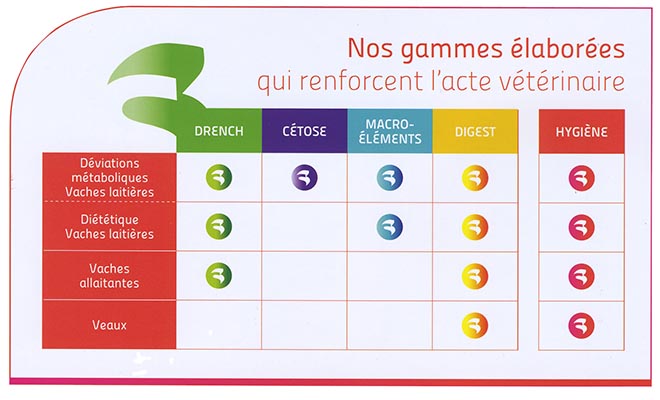 Nos gammes élaborées
qui renforcent l'acte vétérinaire
DRENCH
CÉTOSE
MACRO-
ÉLÉMENTS
DIGEST
HYGIÈNE
Déviations
métaboliques
Vaches laitières
Diététique
Vaches laitières
Vaches
allaitantes
Veaux